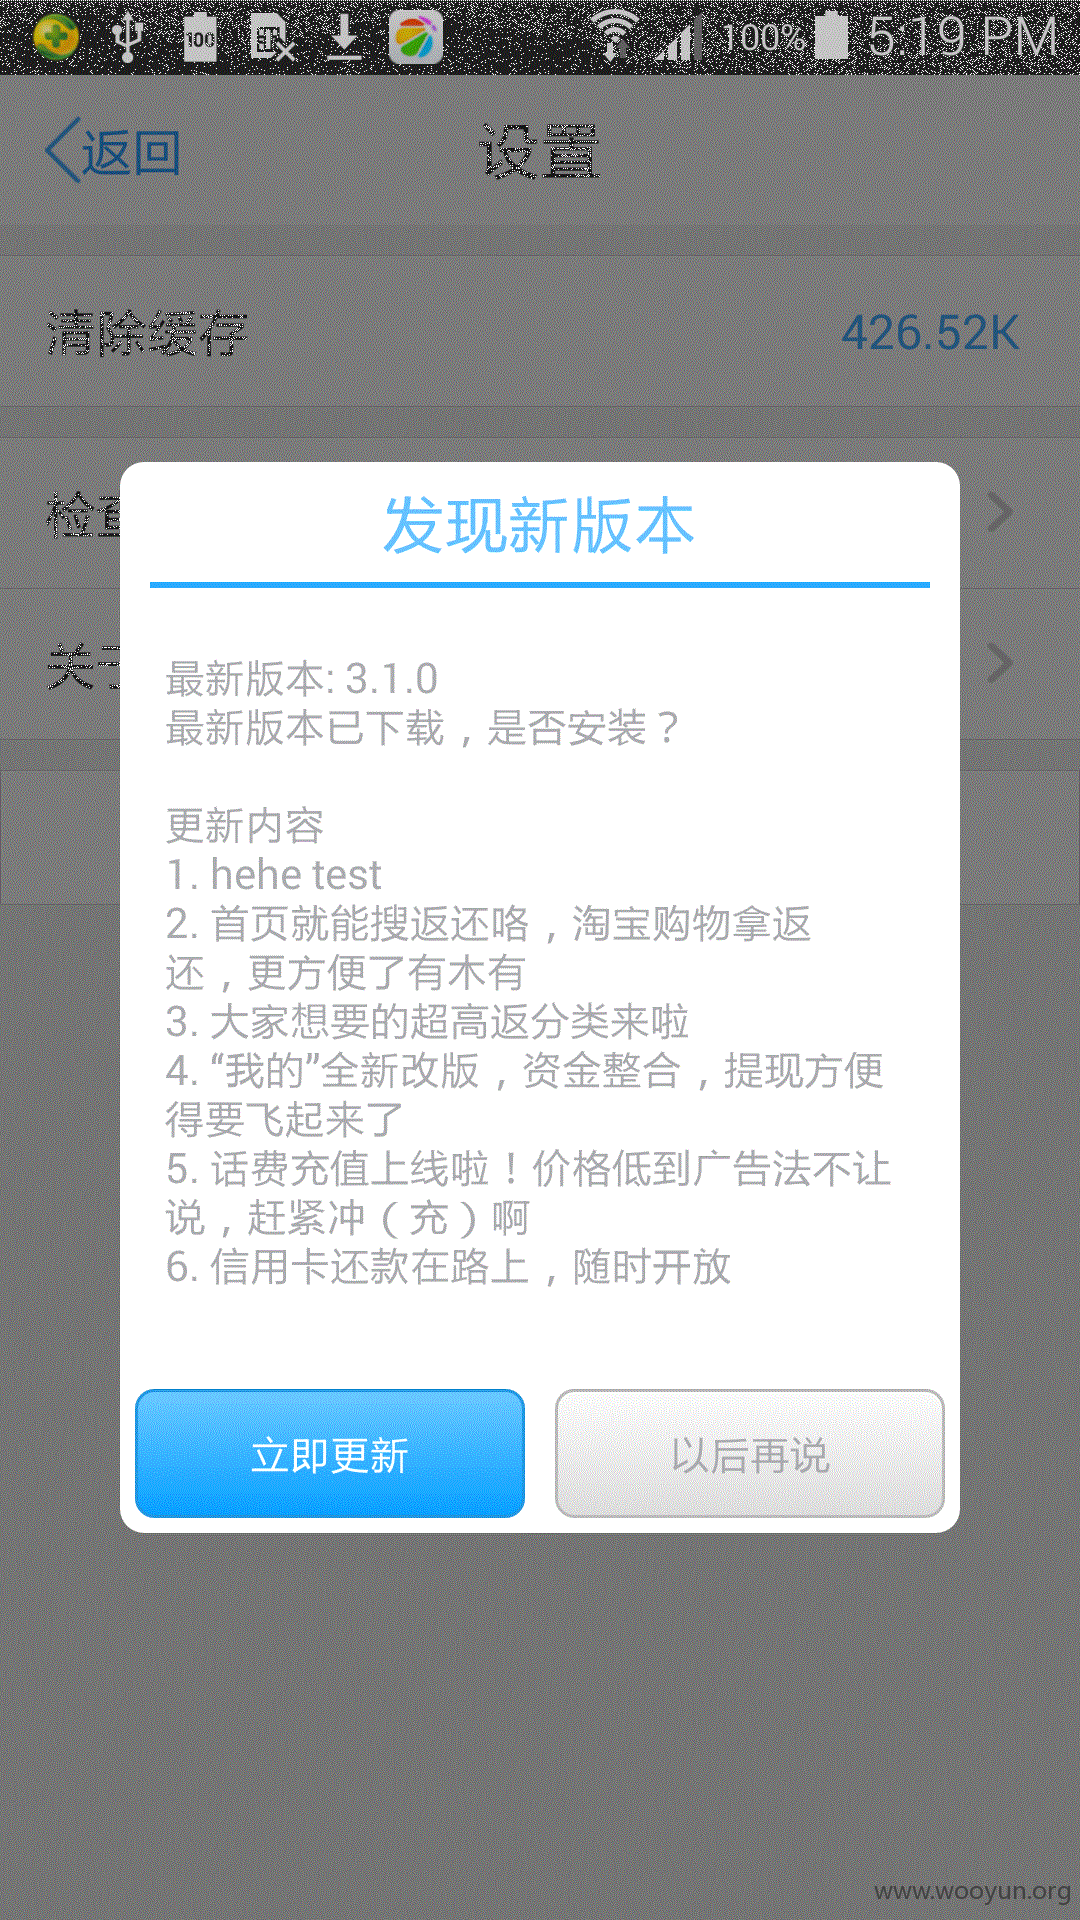 100
100%
5:19 PM
返回
设置
清除缓存
426.52K
检查
关于
发现新版本
最新版本: 3.1.0
最新版本已下载，是否安装？
更新内容
1. hehe test
2. 首页就能搜返还咯，淘宝购物拿返
还，更方便了有木有
3. 大家想要的超高返分类来啦
4. “我的”全新改版，资金整合，提现方便
得要飞起来了
5. 话费充值上线啦！价格低到广告法不让
说，赶紧冲（充）啊
6. 信用卡还款在路上，随时开放
立即更新
以后再说
www.wooyun.org